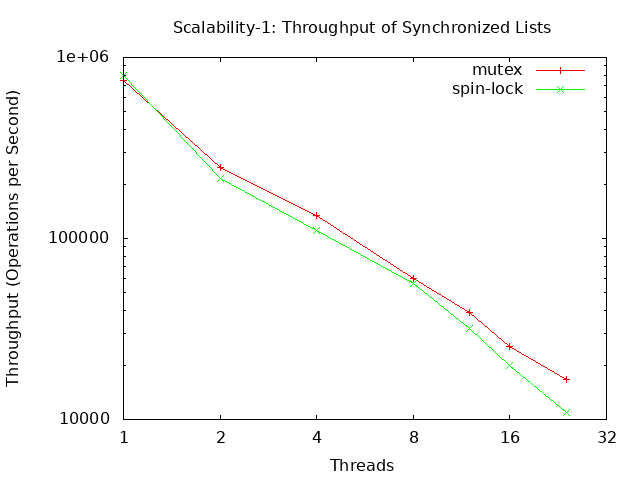 Scalability-1: Throughput of Synchronized Lists
1e+06
mutex
spin-lock
100000
Throughput (Operations per Second)
10000
1 2 4 8 16 32
Threads